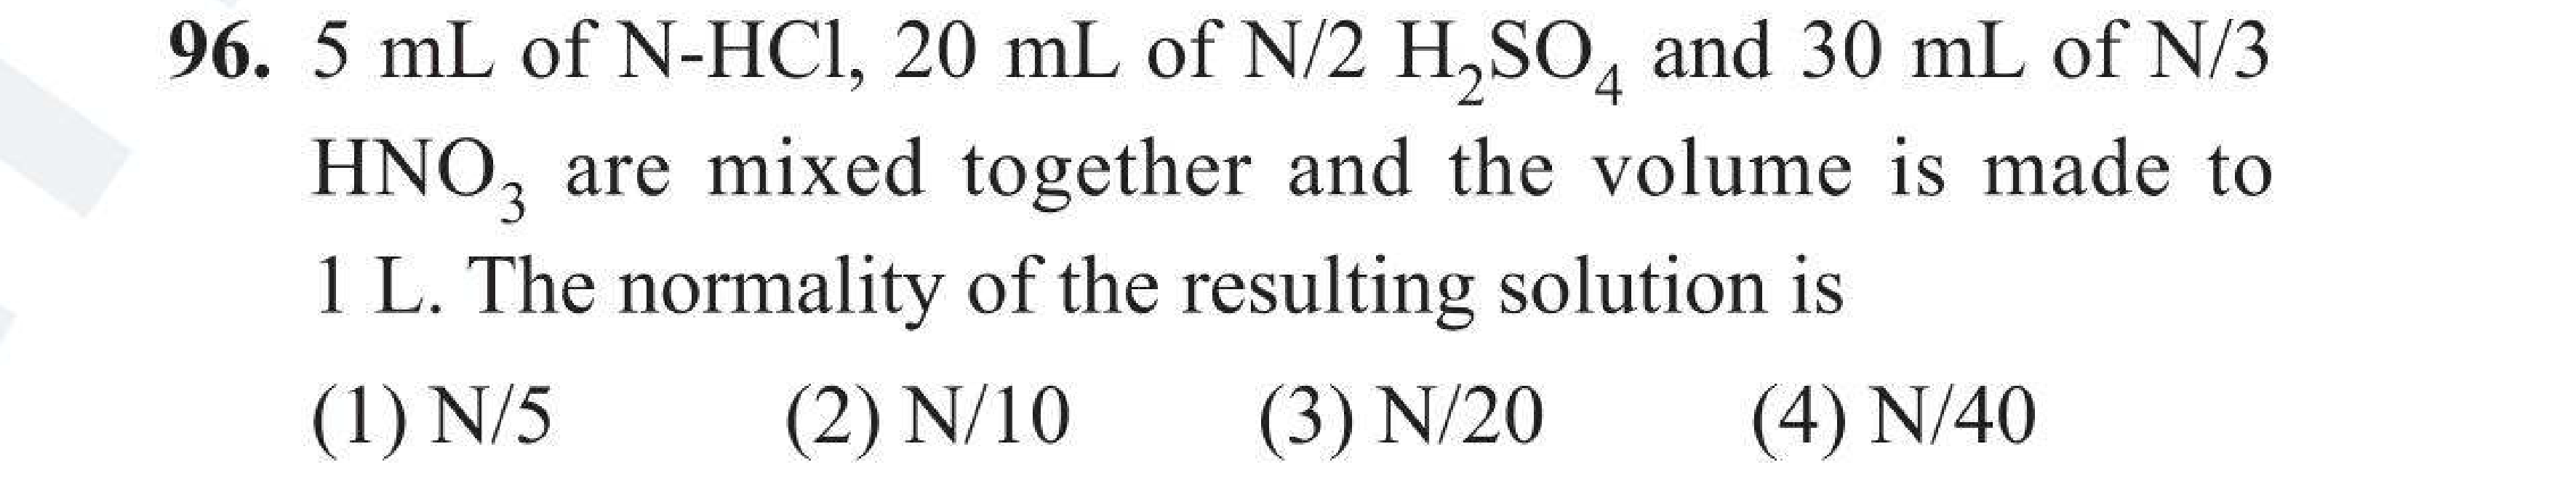 96. 5 mL of N-HCl, 20 mL of N/2 H₂SO₄ and 30 mL of N/3
HNO₃ are mixed together and the volume is made to
1 L. The normality of the resulting solution is
(1) N/5 (2) N/10 (3) N/20 (4) N/40